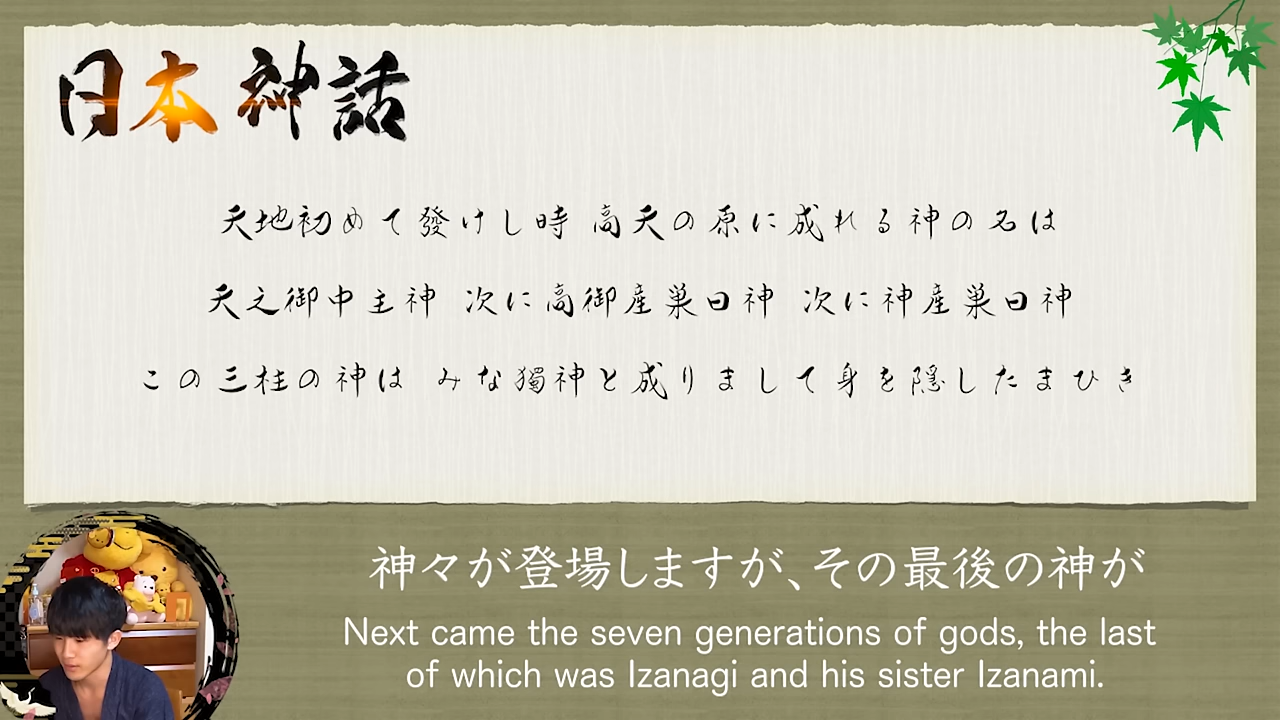 日本神話
天地初めて發けし時 高天の原に成れる神の名は
天之御中主神 次に高御産巣日神 次に神産巣日神
この三柱の神は みな獨神と成りまして身を隠したまひき
神々が登場しますが、その最後の神が
Next came the seven generations of gods, the last
of which was Izanagi and his sister Izanami.